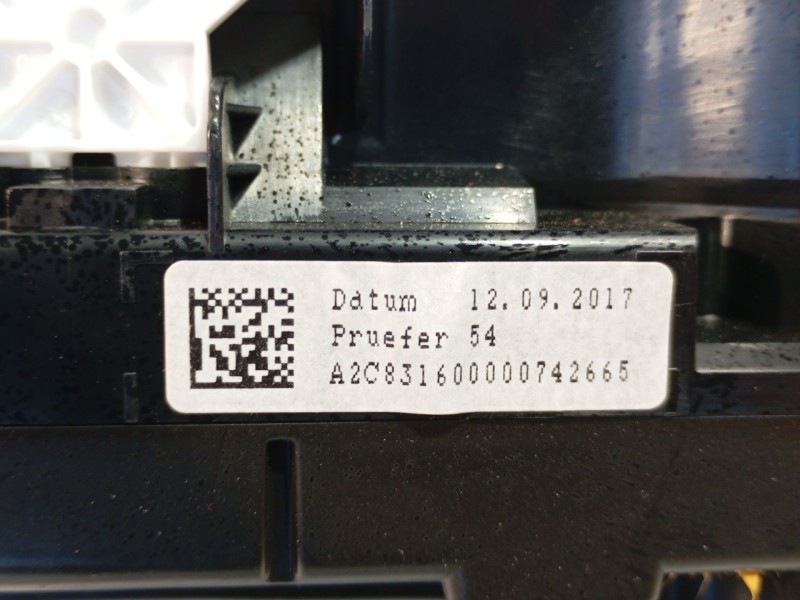 Datum 12.09.2017
Pruefer 54
A2C831600000742665